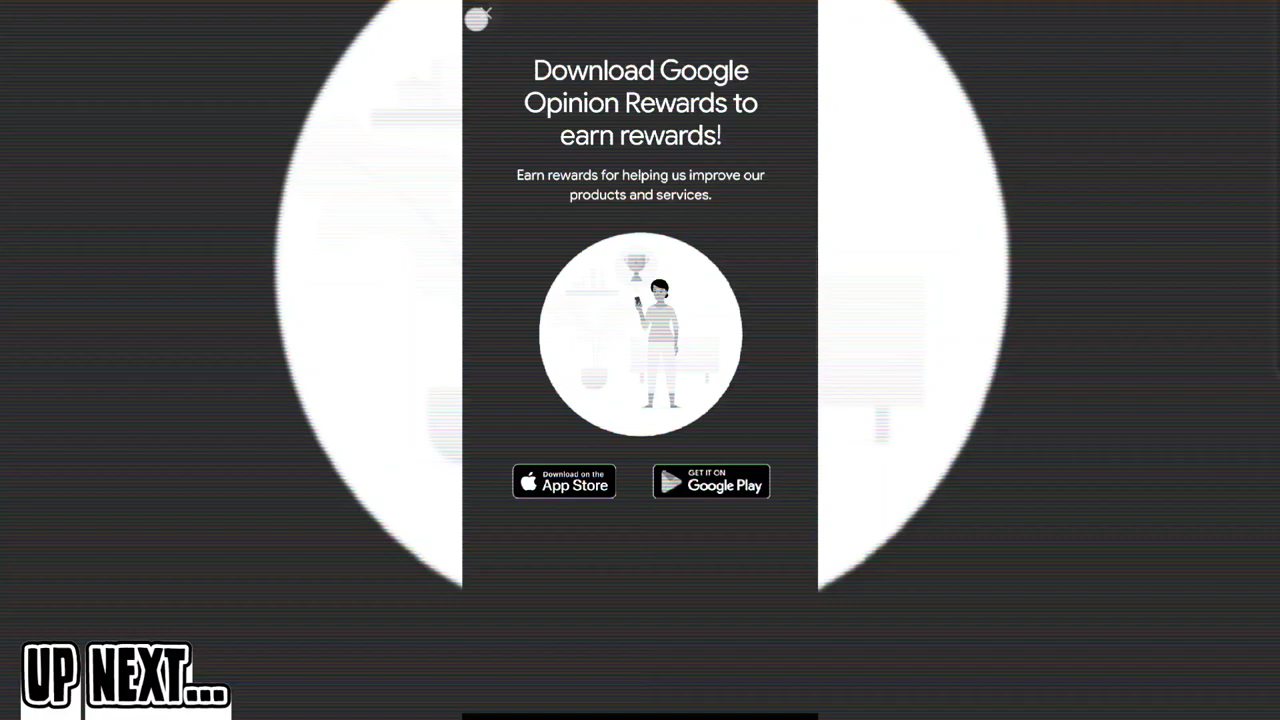 Download Google
Opinion Rewards to
earn rewards!
Earn rewards for helping us improve our
products and services.
Download on the
App Store
GET IT ON
Google Play
UP NEXT...